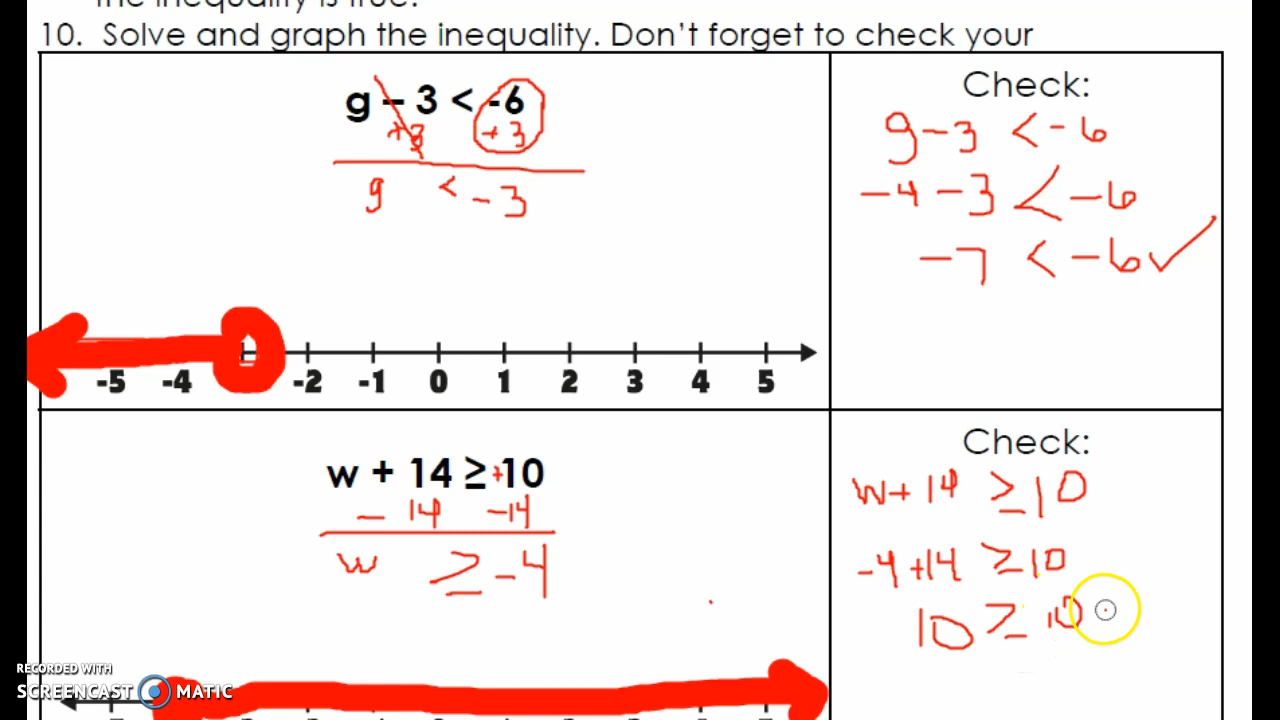 the inequality is true.
10. Solve and graph the inequality. Don't forget to check your
g – 3 < -6
+3 +3
g < -3
Check:
g - 3 < -6
-4 - 3 < -6
-7 < -6 ✓
-5 -4 -2 -1 0 1 2 3 4 5
w + 14 ≥ +10
- 14 -14
w ≥ -4
Check:
w + 14 ≥ 10
-4 + 14 ≥ 10
10 ≥ 10
RECORDED WITH
SCREENCAST MATIC